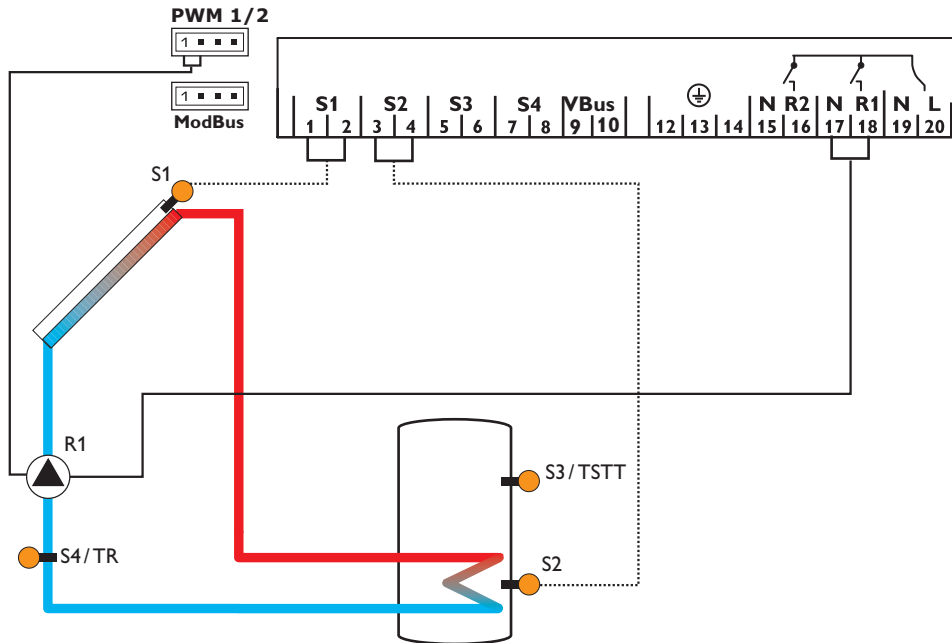 PWM 1/2
1
1
ModBus
S1 S2 S3 S4 VBus N R2 N R1 N L
1 2 3 4 5 6 7 8 9 10 12 13 14 15 16 17 18 19 20
S1
R1
S3/TSTT
S4/TR
S2